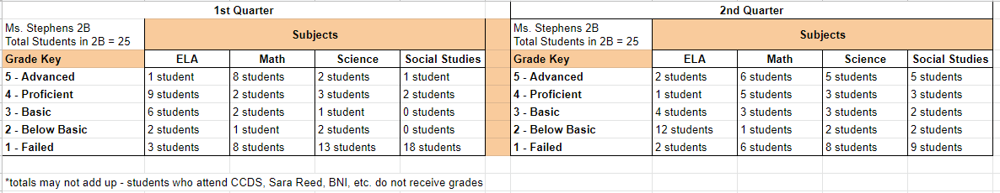 1st Quarter 2nd Quarter
Ms. Stephens 2B
Total Students in 2B = 25
Subjects
Ms. Stephens 2B
Total Students in 2B = 25
Subjects
Grade Key ELA Math Science Social Studies Grade Key ELA Math Science Social Studies
5 - Advanced 1 student 8 students 2 students 1 student 5 - Advanced 2 students 6 students 5 students 5 students
4 - Proficient 9 students 2 students 3 students 2 students 4 - Proficient 1 student 5 students 3 students 3 students
3 - Basic 6 students 2 students 1 student 0 students 3 - Basic 4 students 3 students 3 students 2 students
2 - Below Basic 2 students 1 student 2 students 0 students 2 - Below Basic 12 students 1 students 2 students 2 students
1 - Failed 3 students 8 students 13 students 18 students 1 - Failed 2 students 6 students 8 students 9 students
*totals may not add up - students who attend CCDS, Sara Reed, BNI, etc. do not receive grades